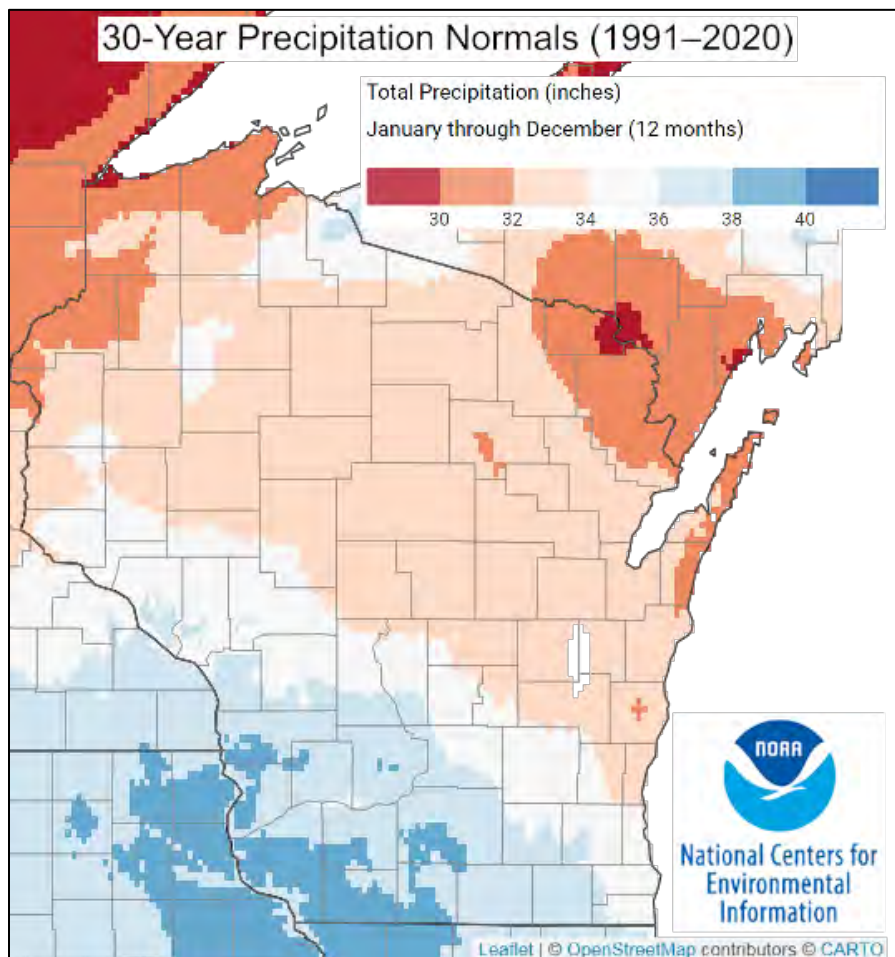 30-Year Precipitation Normals (1991–2020)
Total Precipitation (inches)
January through December (12 months)
30 32 34 36 38 40
NOAA
National Centers for
Environmental
Information
Leaflet | © OpenStreetMap contributors © CARTO